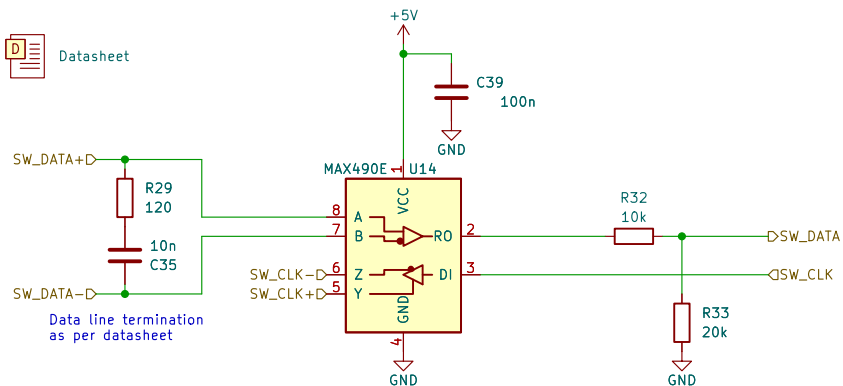 +5V
D
Datasheet
C39
100n
GND
SW_DATA+
MAX490E
U14
1
VCC
R29
120
R32
10k
8
A
7
B
RO
2
SW_DATA
10n
C35
SW_CLK-
6
Z
DI
3
SW_CLK
SW_DATA-
SW_CLK+
5
Y
GND
4
R33
20k
Data line termination
as per datasheet
GND
GND